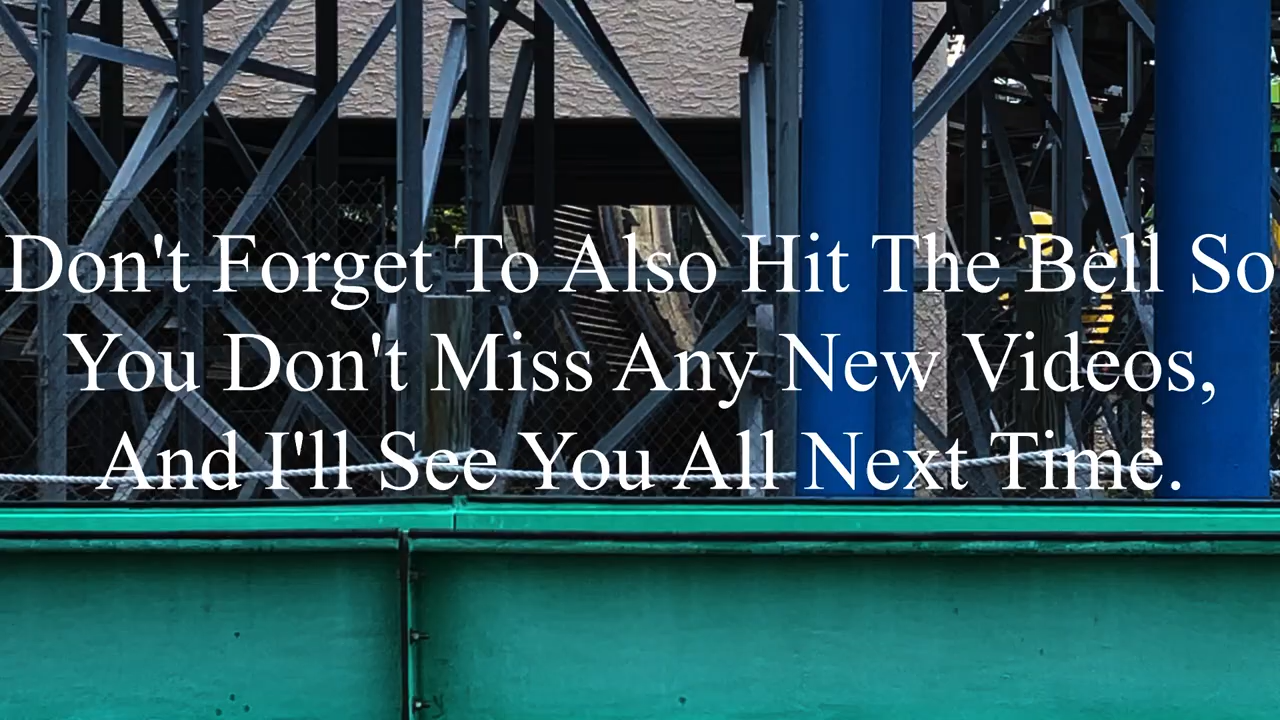 Don't Forget To Also Hit The Bell So
You Don't Miss Any New Videos,
And I'll See You All Next Time.